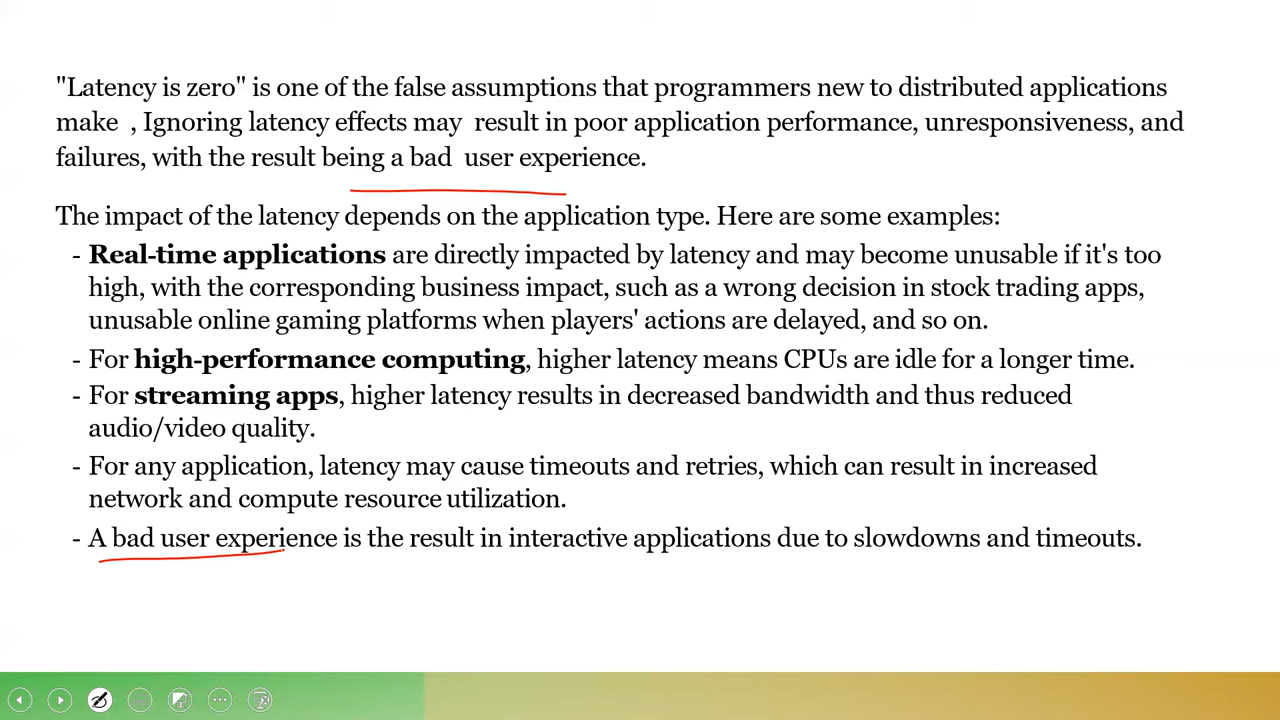 "Latency is zero" is one of the false assumptions that programmers new to distributed applications
make , Ignoring latency effects may result in poor application performance, unresponsiveness, and
failures, with the result being a bad user experience.
The impact of the latency depends on the application type. Here are some examples:
- Real-time applications are directly impacted by latency and may become unusable if it's too
high, with the corresponding business impact, such as a wrong decision in stock trading apps,
unusable online gaming platforms when players' actions are delayed, and so on.
- For high-performance computing, higher latency means CPUs are idle for a longer time.
- For streaming apps, higher latency results in decreased bandwidth and thus reduced
audio/video quality.
- For any application, latency may cause timeouts and retries, which can result in increased
network and compute resource utilization.
- A bad user experience is the result in interactive applications due to slowdowns and timeouts.